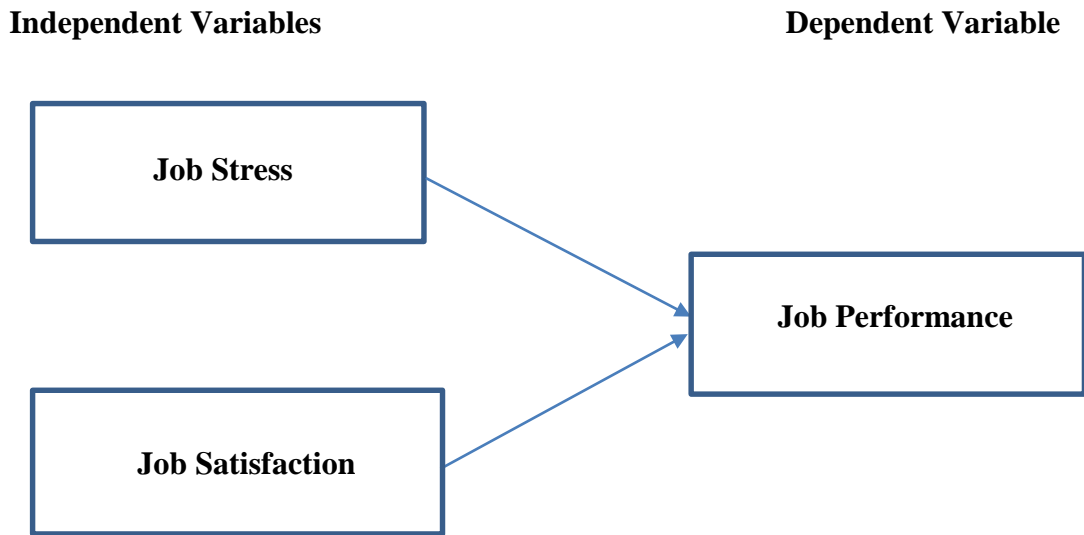 Independent Variables
Dependent Variable
Job Stress
Job Performance
Job Satisfaction